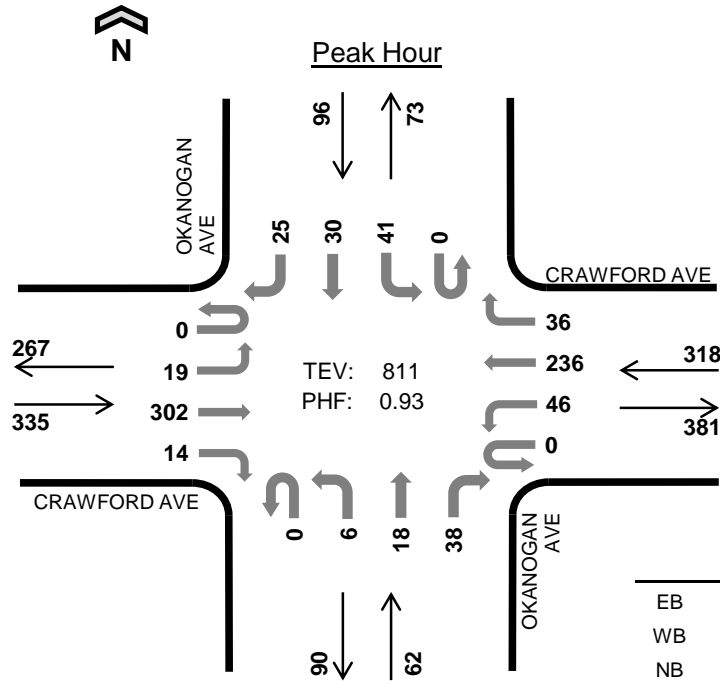 N
Peak Hour
96
73
OKANOGAN
AVE
25
30
41
0
CRAWFORD AVE
0
36
267
19
TEV: 811
236
318
335
302
PHF: 0.93
46
381
14
0
CRAWFORD AVE
0
6
18
38
OKANOGAN
AVE
90
62
EB
WB
NB